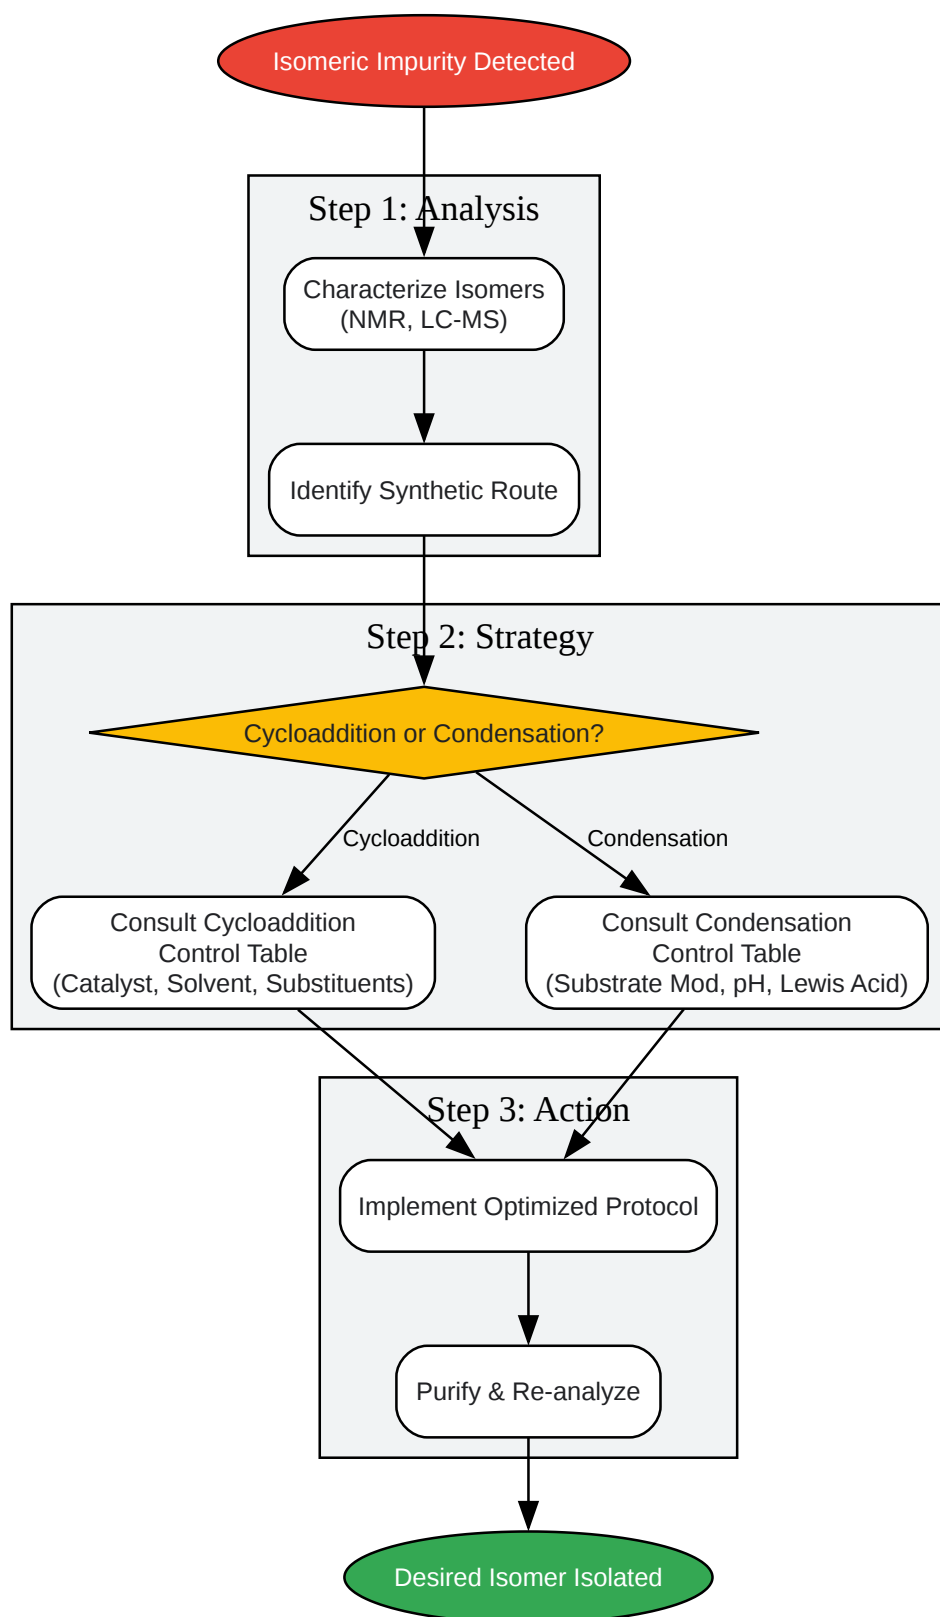 Isomeric Impurity Detected
Step 1: Analysis
Characterize Isomers
(NMR, LC-MS)
Identify Synthetic Route
Step 2: Strategy
Cycloaddition or Condensation?
Cycloaddition
Condensation
Consult Cycloaddition
Control Table
(Catalyst, Solvent, Substituents)
Consult Condensation
Control Table
(Substrate Mod, pH, Lewis Acid)
Step 3: Action
Implement Optimized Protocol
Purify & Re-analyze
Desired Isomer Isolated